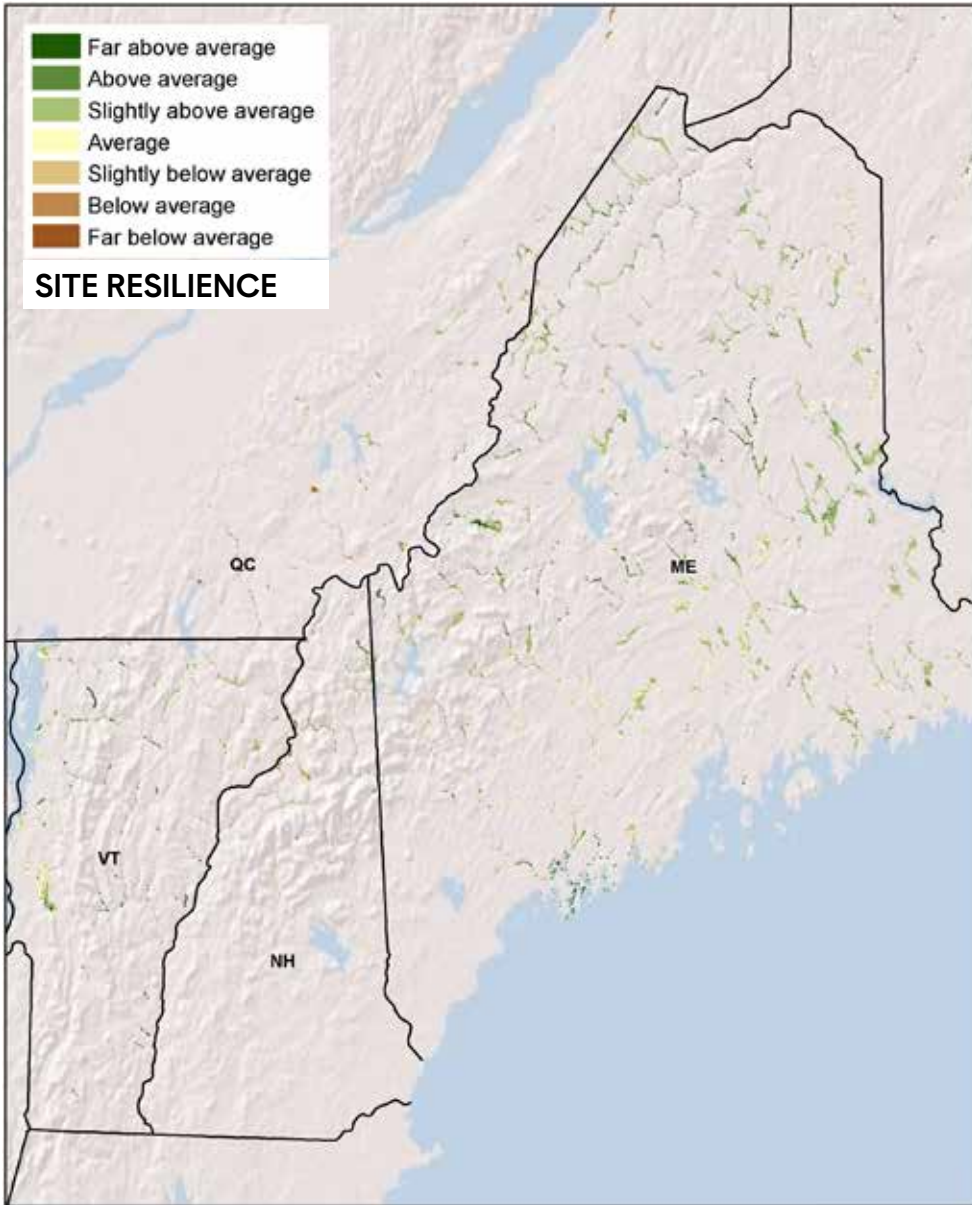 Far above average
Above average
Slightly above average
Average
Slightly below average
Below average
Far below average
SITE RESILIENCE
QC
ME
VT
NH